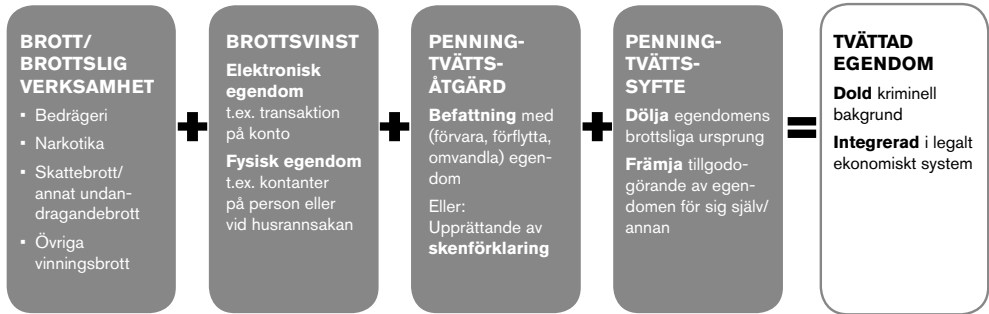 BROTT/
BROTTSLIG
VERKSAMHET
▪ Bedrägeri
▪ Narkotika
▪ Skattebrott/
annat undan-
dragandebrott
▪ Övriga
vinningsbrott
+
BROTTSVINST
Elektronisk
egendom
t.ex. transaktion
på konto
Fysisk egendom
t.ex. kontanter
på person eller
vid husrannsakan
+
PENNING-
TVÄTTS-
ÅTGÄRD
Befattning med
(förvara, förflytta,
omvandla) egen-
dom
Eller:
Upprättande av
skenförklaring
+
PENNING-
TVÄTTS-
SYFTE
Dölja egendomens
brottsliga ursprung
Främja tillgodo-
görande av egen-
domen för sig själv/
annan
=
TVÄTTAD
EGENDOM
Dold kriminell
bakgrund
Integrerad i legalt
ekonomiskt system